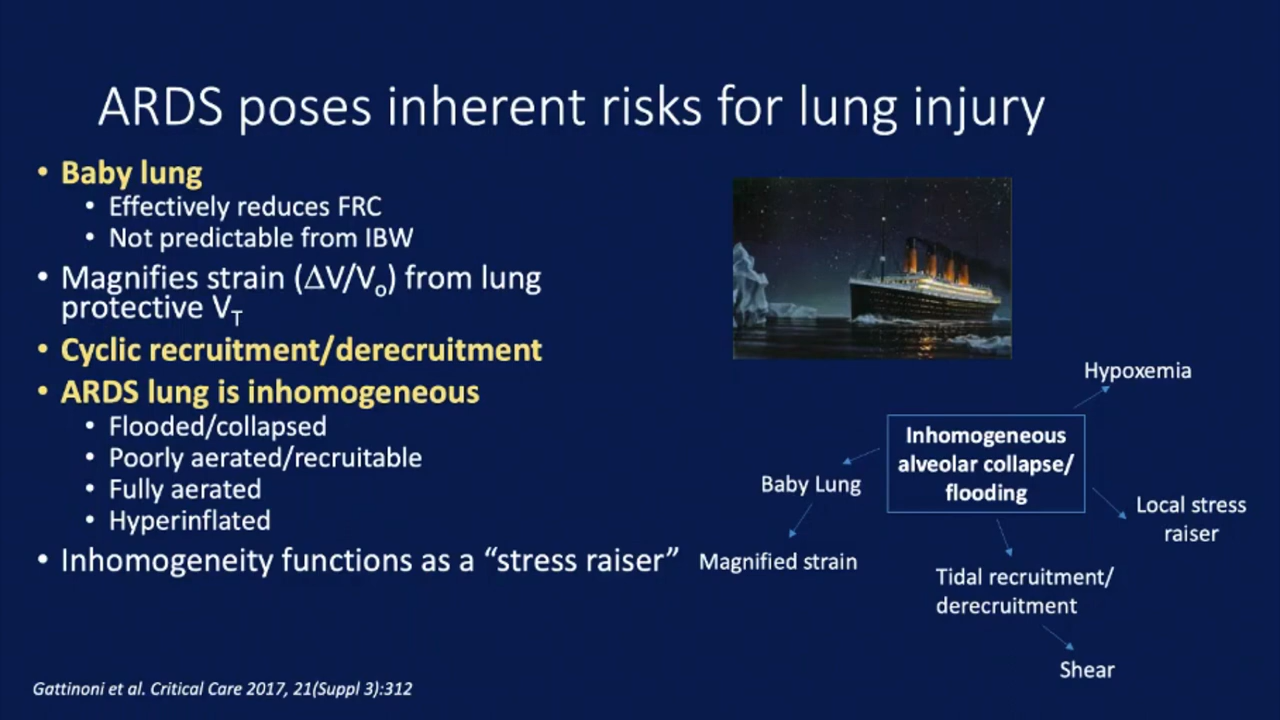 ARDS poses inherent risks for lung injury
• Baby lung
• Effectively reduces FRC
• Not predictable from IBW
• Magnifies strain (ΔV/Vo) from lung
protective VT
• Cyclic recruitment/derecruitment
• ARDS lung is inhomogeneous
• Flooded/collapsed
• Poorly aerated/recruitable
• Fully aerated
• Hyperinflated
• Inhomogeneity functions as a “stress raiser”
Hypoxemia
Inhomogeneous
alveolar collapse/
flooding
Baby Lung
Local stress
raiser
Magnified strain
Tidal recruitment/
derecruitment
Shear
Gattinoni et al. Critical Care 2017, 21(Suppl 3):312